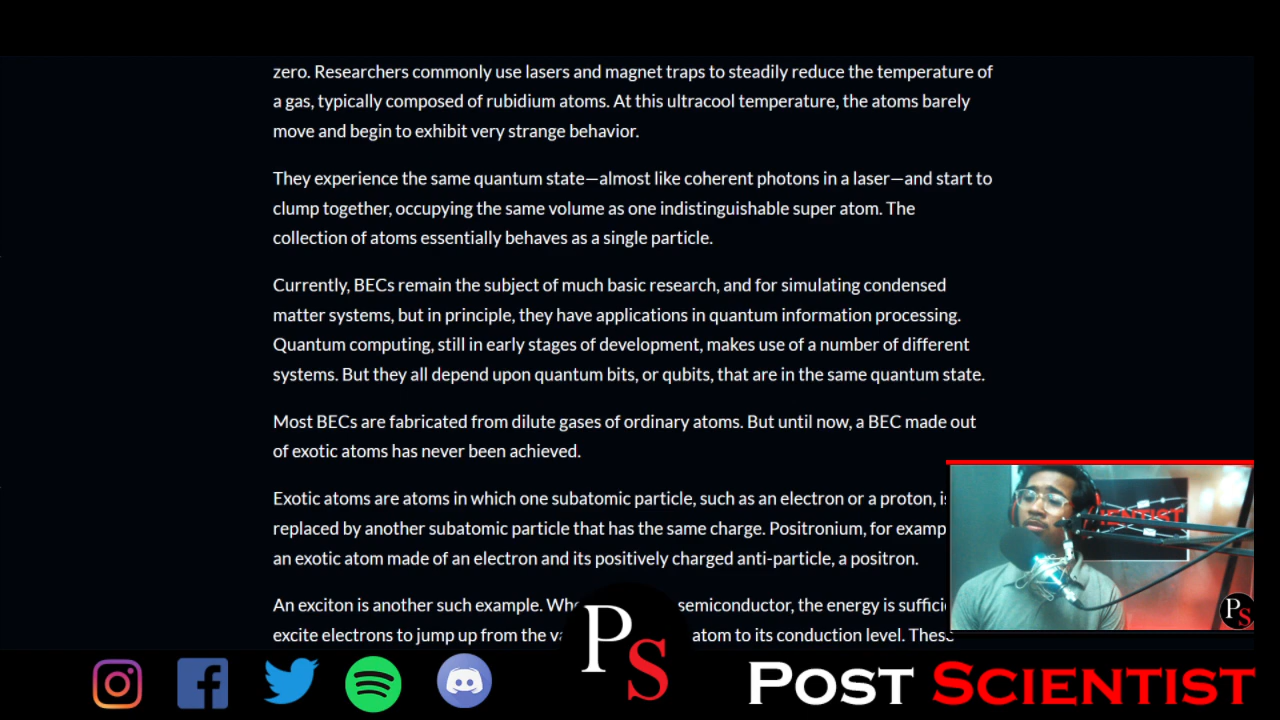 zero. Researchers commonly use lasers and magnet traps to steadily reduce the temperature of
a gas, typically composed of rubidium atoms. At this ultracool temperature, the atoms barely
move and begin to exhibit very strange behavior.
They experience the same quantum state—almost like coherent photons in a laser—and start to
clump together, occupying the same volume as one indistinguishable super atom. The
collection of atoms essentially behaves as a single particle.
Currently, BECs remain the subject of much basic research, and for simulating condensed
matter systems, but in principle, they have applications in quantum information processing.
Quantum computing, still in early stages of development, makes use of a number of different
systems. But they all depend upon quantum bits, or qubits, that are in the same quantum state.
Most BECs are fabricated from dilute gases of ordinary atoms. But until now, a BEC made out
of exotic atoms has never been achieved.
Exotic atoms are atoms in which one subatomic particle, such as an electron or a proton,
replaced by another subatomic particle that has the same charge. Positronium, for
an exotic atom made of an electron and its positively charged anti-particle, a positron.
An exciton is another such example. semiconductor, the energy is
excite electrons to jump up from the atom to its conduction level.
PS
PS
POST SCIENTIST